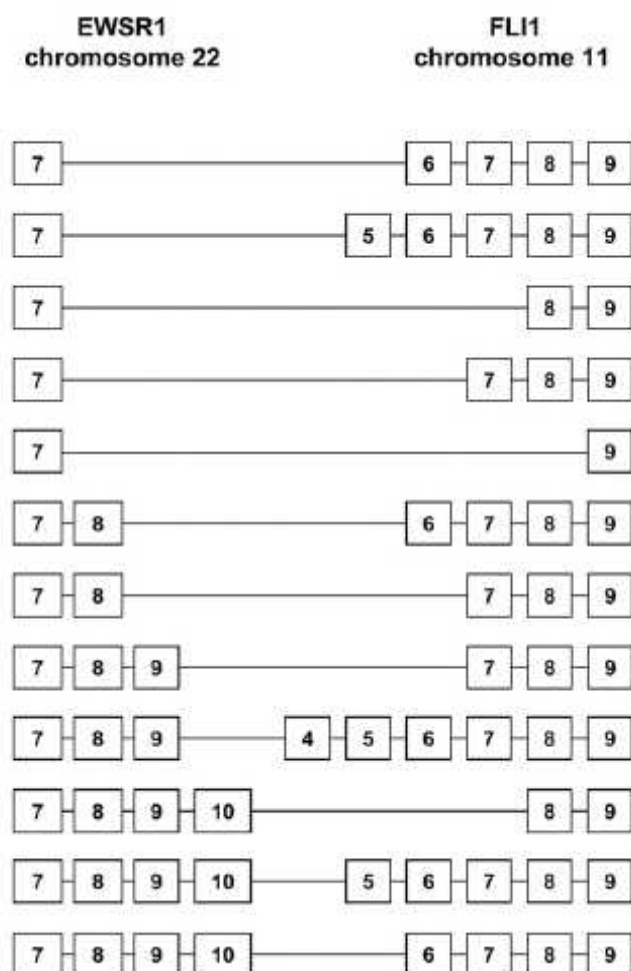 EWSR1 FLI1
chromosome 22 chromosome 11
7 6 7 8 9
7 5 6 7 8 9
7 8 9
7 7 8 9
7 9
7 8 6 7 8 9
7 8 7 8 9
7 8 9 7 8 9
7 8 9 4 5 6 7 8 9
7 8 9 10 8 9
7 8 9 10 5 6 7 8 9
7 8 9 10 6 7 8 9